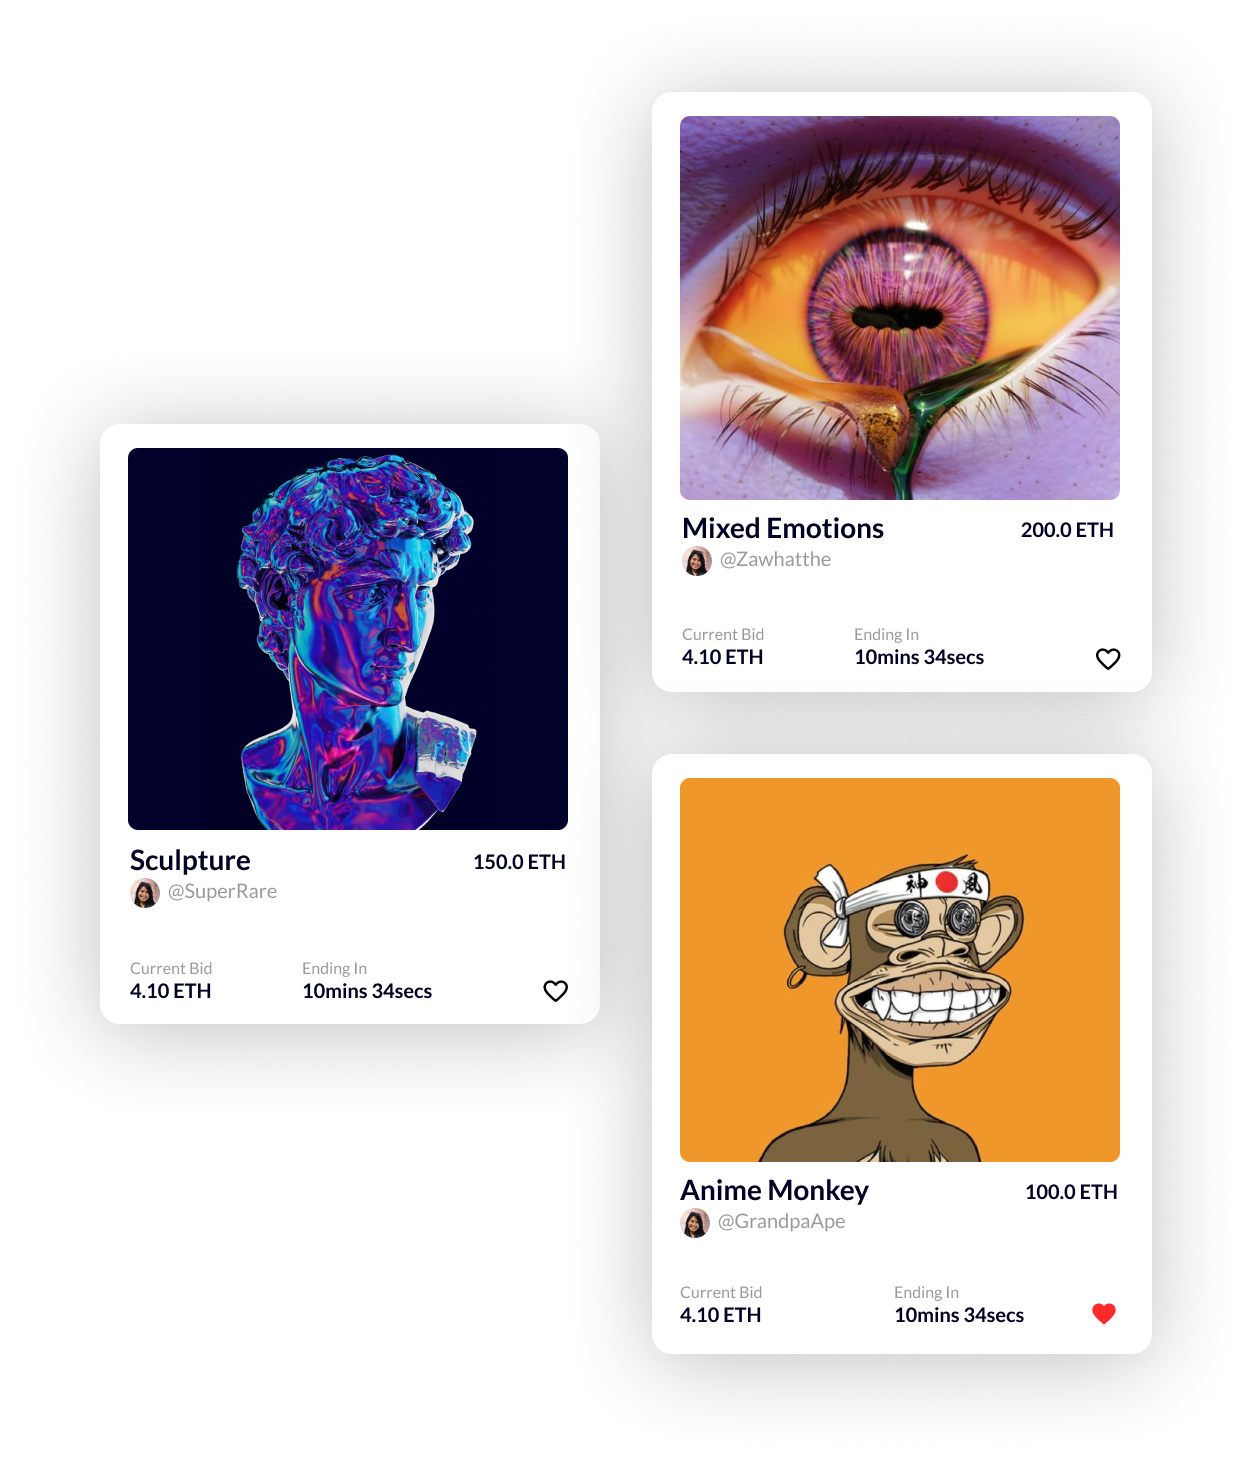 Mixed Emotions 200.0 ETH
@Zawhatthe
Current Bid Ending In
4.10 ETH 10mins 34secs
Sculpture 150.0 ETH
@SuperRare
Current Bid Ending In
4.10 ETH 10mins 34secs
神 風
Anime Monkey 100.0 ETH
@GrandpaApe
Current Bid Ending In
4.10 ETH 10mins 34secs